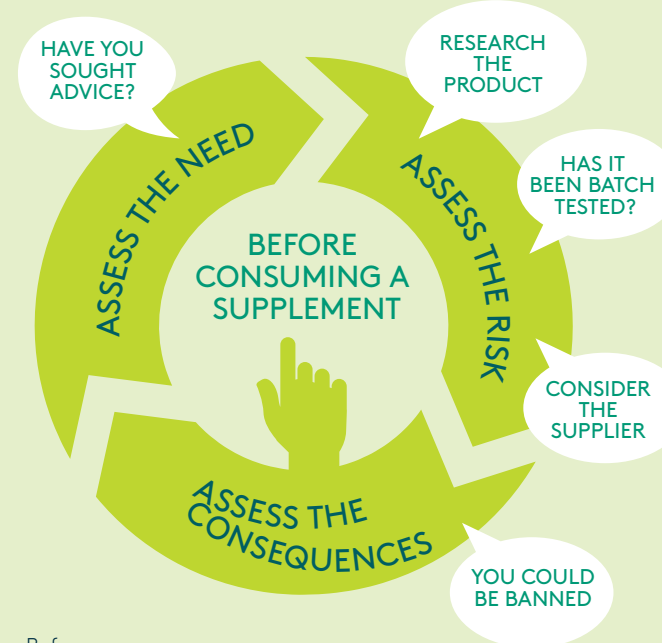 HAVE YOU
SOUGHT
ADVICE?
RESEARCH
THE
PRODUCT
ASSESS THE NEED
ASSESS THE RISK
HAS IT
BEEN BATCH
TESTED?
BEFORE
CONSUMING A
SUPPLEMENT
CONSIDER
THE
SUPPLIER
ASSESS THE
CONSEQUENCES
YOU COULD
BE BANNED